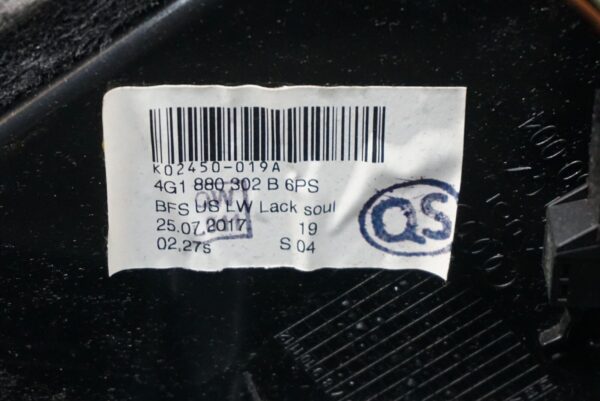 K02450-019A
4G1 880 302 B 6PS
BFS US LW Lack soul
25.07.2017 19
02,27s S 04
QS